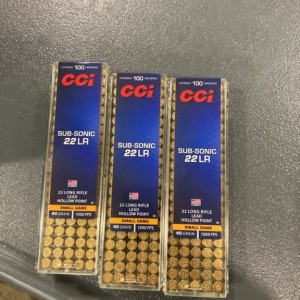 100
CCI
SUB-SONIC
22 LR
22 LONG RIFLE
LEAD
HOLLOW POINT
SMALL GAME
40 GRAIN 1050 FPS
100
CCI
SUB-SONIC
22 LR
22 LONG RIFLE
LEAD
HOLLOW POINT
SMALL GAME
40 GRAIN 1050 FPS
100
CCI
SUB-SONIC
22 LR
22 LONG RIFLE
LEAD
HOLLOW POINT
SMALL GAME
40 GRAIN 1050 FPS